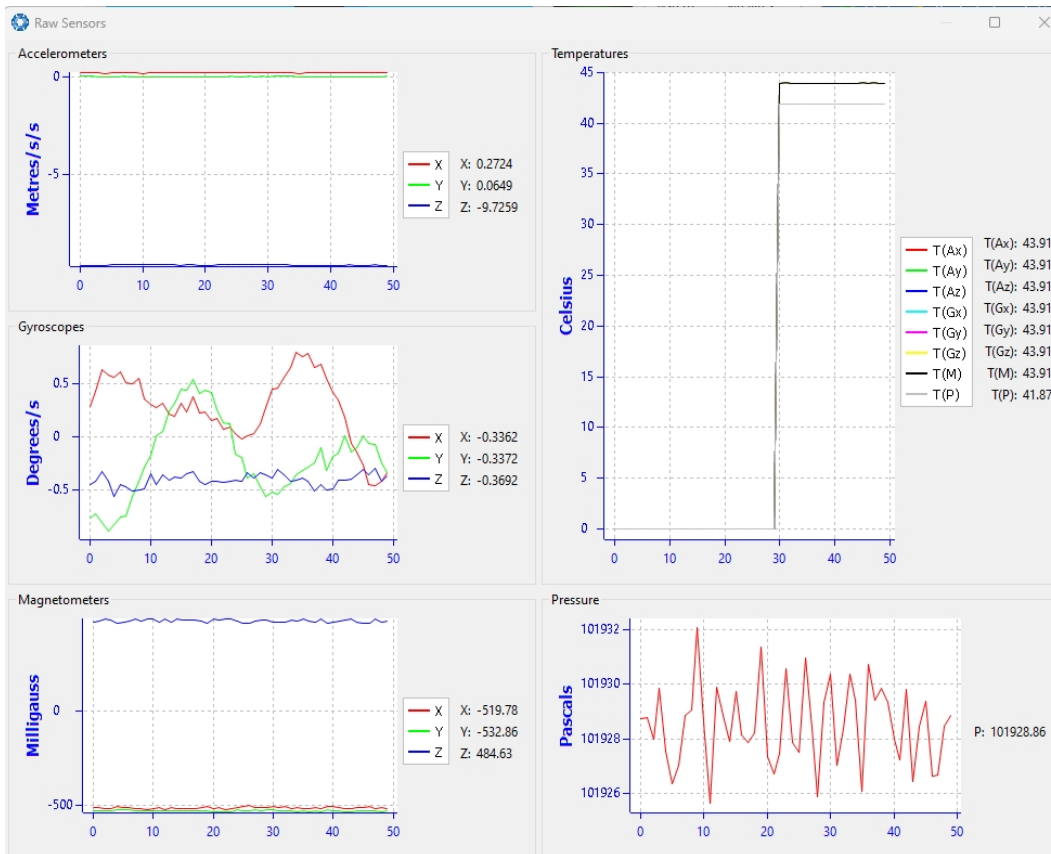 Raw Sensors
Accelerometers
0
-5
Metres/s/s
0 10 20 30 40 50
X X: 0.2724
Y Y: 0.0649
Z Z: -9.7259
Gyroscopes
0.5
0
-0.5
Degrees/s
0 10 20 30 40 50
X X: -0.3362
Y Y: -0.3372
Z Z: -0.3692
Magnetometers
0
-500
Milligauss
0 10 20 30 40 50
X X: -519.78
Y Y: -532.86
Z Z: 484.63
Temperatures
45
40
35
30
25
20
15
10
5
0
Celsius
0 10 20 30 40 50
T(Ax) T(Ax): 43.91
T(Ay) T(Ay): 43.91
T(Az) T(Az): 43.91
T(Gx) T(Gx): 43.91
T(Gy) T(Gy): 43.91
T(Gz) T(Gz): 43.91
T(M) T(M): 43.91
T(P) T(P): 41.87
Pressure
101932
101930
101928
101926
Pascals
0 10 20 30 40 50
P: 101928.86